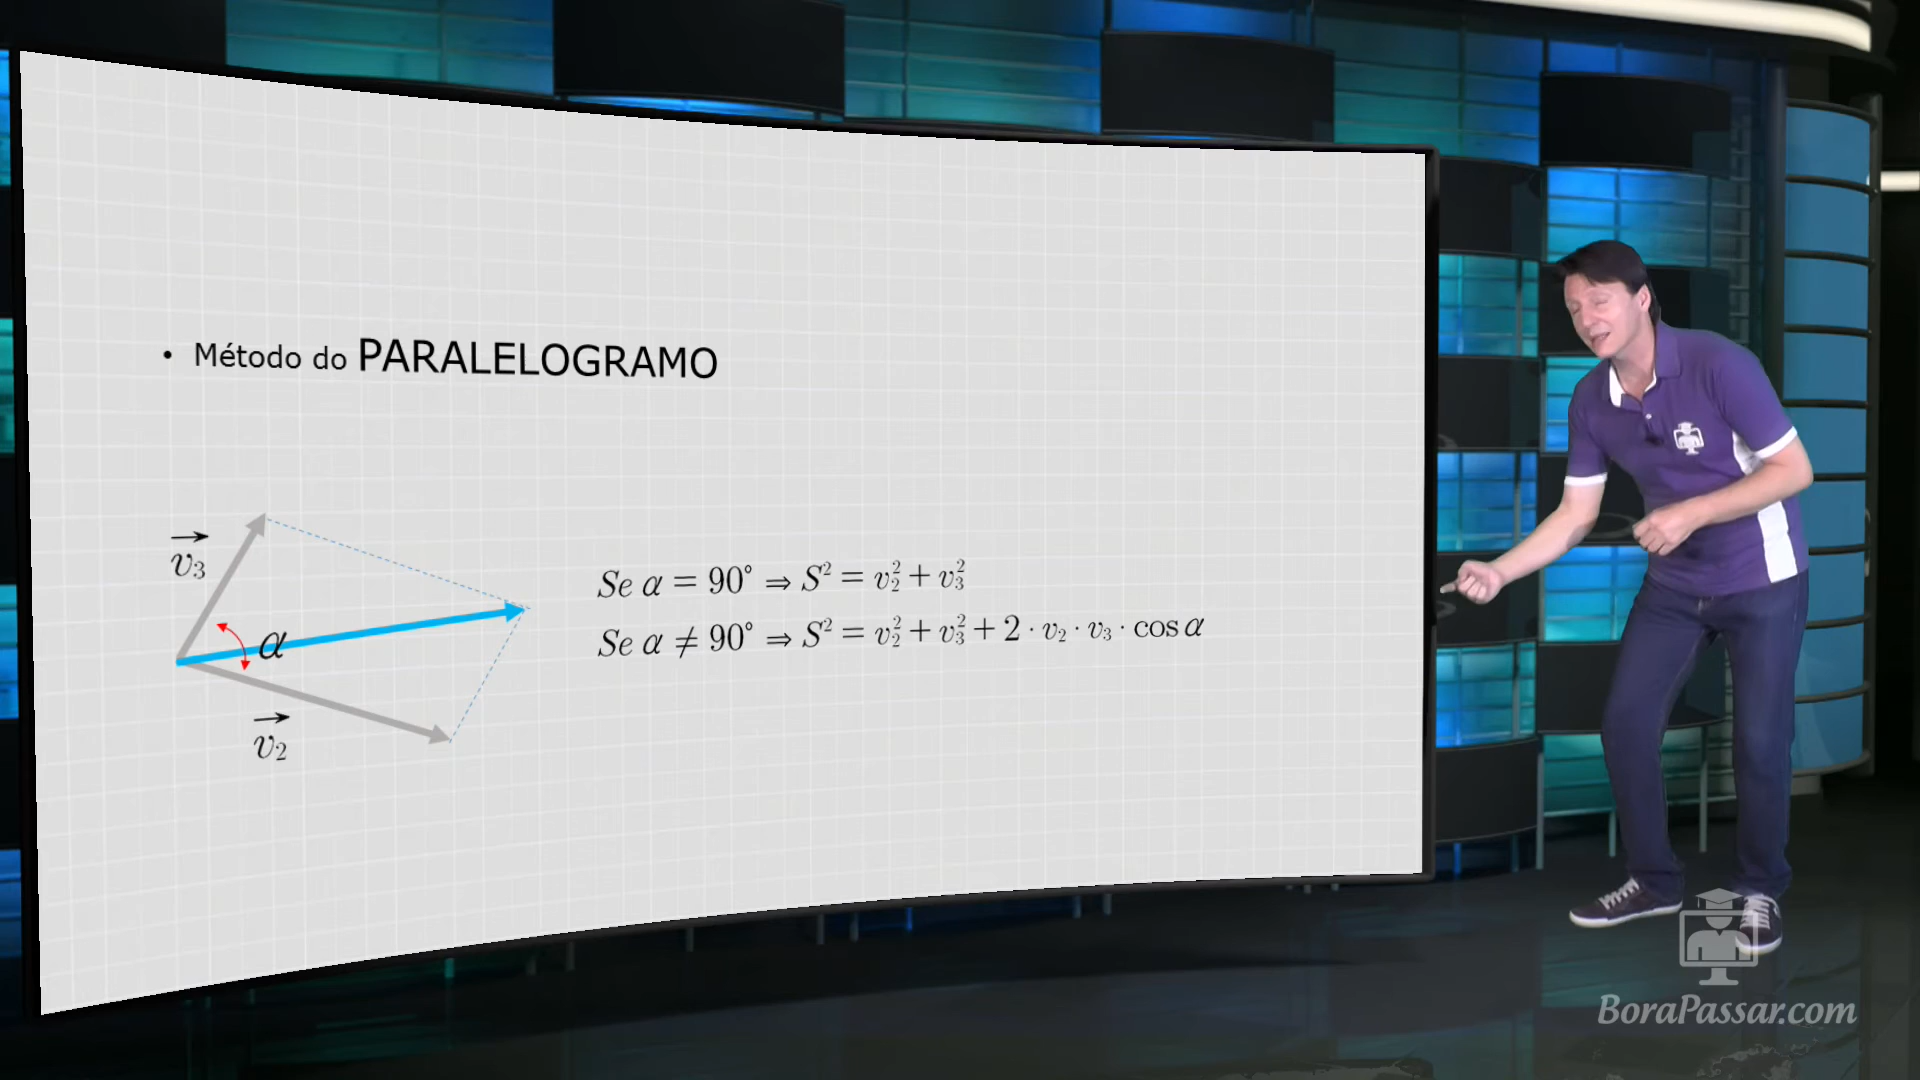 • Método do PARALELOGRAMO
v₃
α
v₂
Se α = 90° ⇒ S² = v₂² + v₃²
Se α ≠ 90° ⇒ S² = v₂² + v₃² + 2 · v₂ · v₃ · cos α
BoraPassar.com